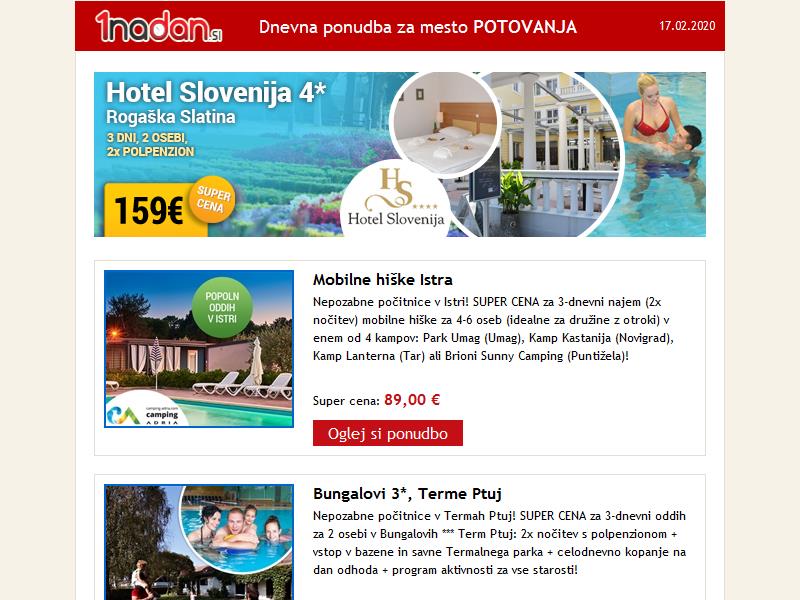 1nadan.si
Dnevna ponudba za mesto POTOVANJA
17.02.2020
Hotel Slovenija 4*
Rogaška Slatina
3 DNI, 2 OSEBI,
2x POLPENZION
159€
SUPER
CENA
HS
****
Hotel Slovenija
POPOLN
ODDIH
V ISTRI
camping-adria.com
camping
ADRIA
Mobilne hiške Istra
Nepozabne počitnice v Istri! SUPER CENA za 3-dnevni najem (2x
nočitev) mobilne hiške za 4-6 oseb (idealne za družine z otroki) v
enem od 4 kampov: Park Umag (Umag), Kamp Kastanija (Novigrad),
Kamp Lanterna (Tar) ali Brioni Sunny Camping (Puntižela)!
Super cena: 89,00 €
Oglej si ponudbo
Bungalovi 3*, Terme Ptuj
Nepozabne počitnice v Termah Ptuj! SUPER CENA za 3-dnevni oddih
za 2 osebi v Bungalovih *** Term Ptuj: 2x nočitev s polpenzionom +
vstop v bazene in savne Termalnega parka + celodnevno kopanje na
dan odhoda + program aktivnosti za vse starosti!